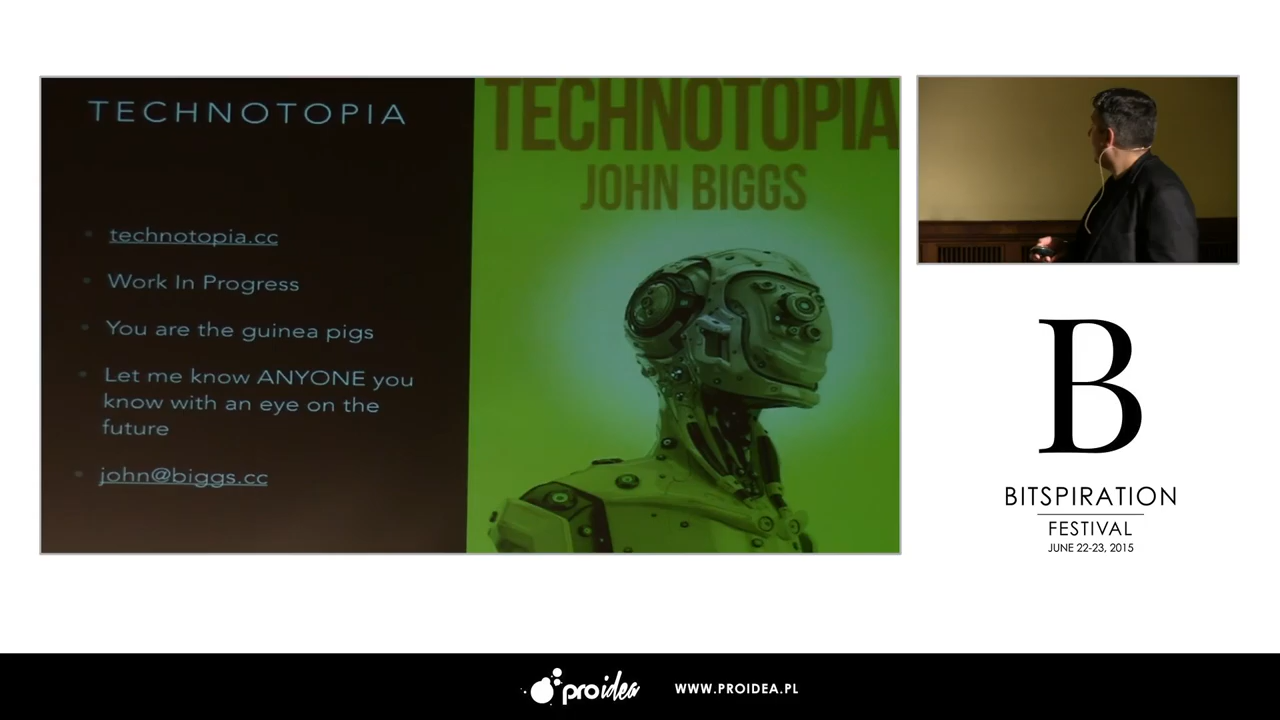 TECHNOTOPIA
technotopia.cc
Work In Progress
You are the guinea pigs
Let me know ANYONE you
know with an eye on the
future
john@biggs.cc
TECHNOTOPIA
JOHN BIGGS
B
BITSPIRATION
FESTIVAL
JUNE 22-23, 2015
proidea
WWW.PROIDEA.PL